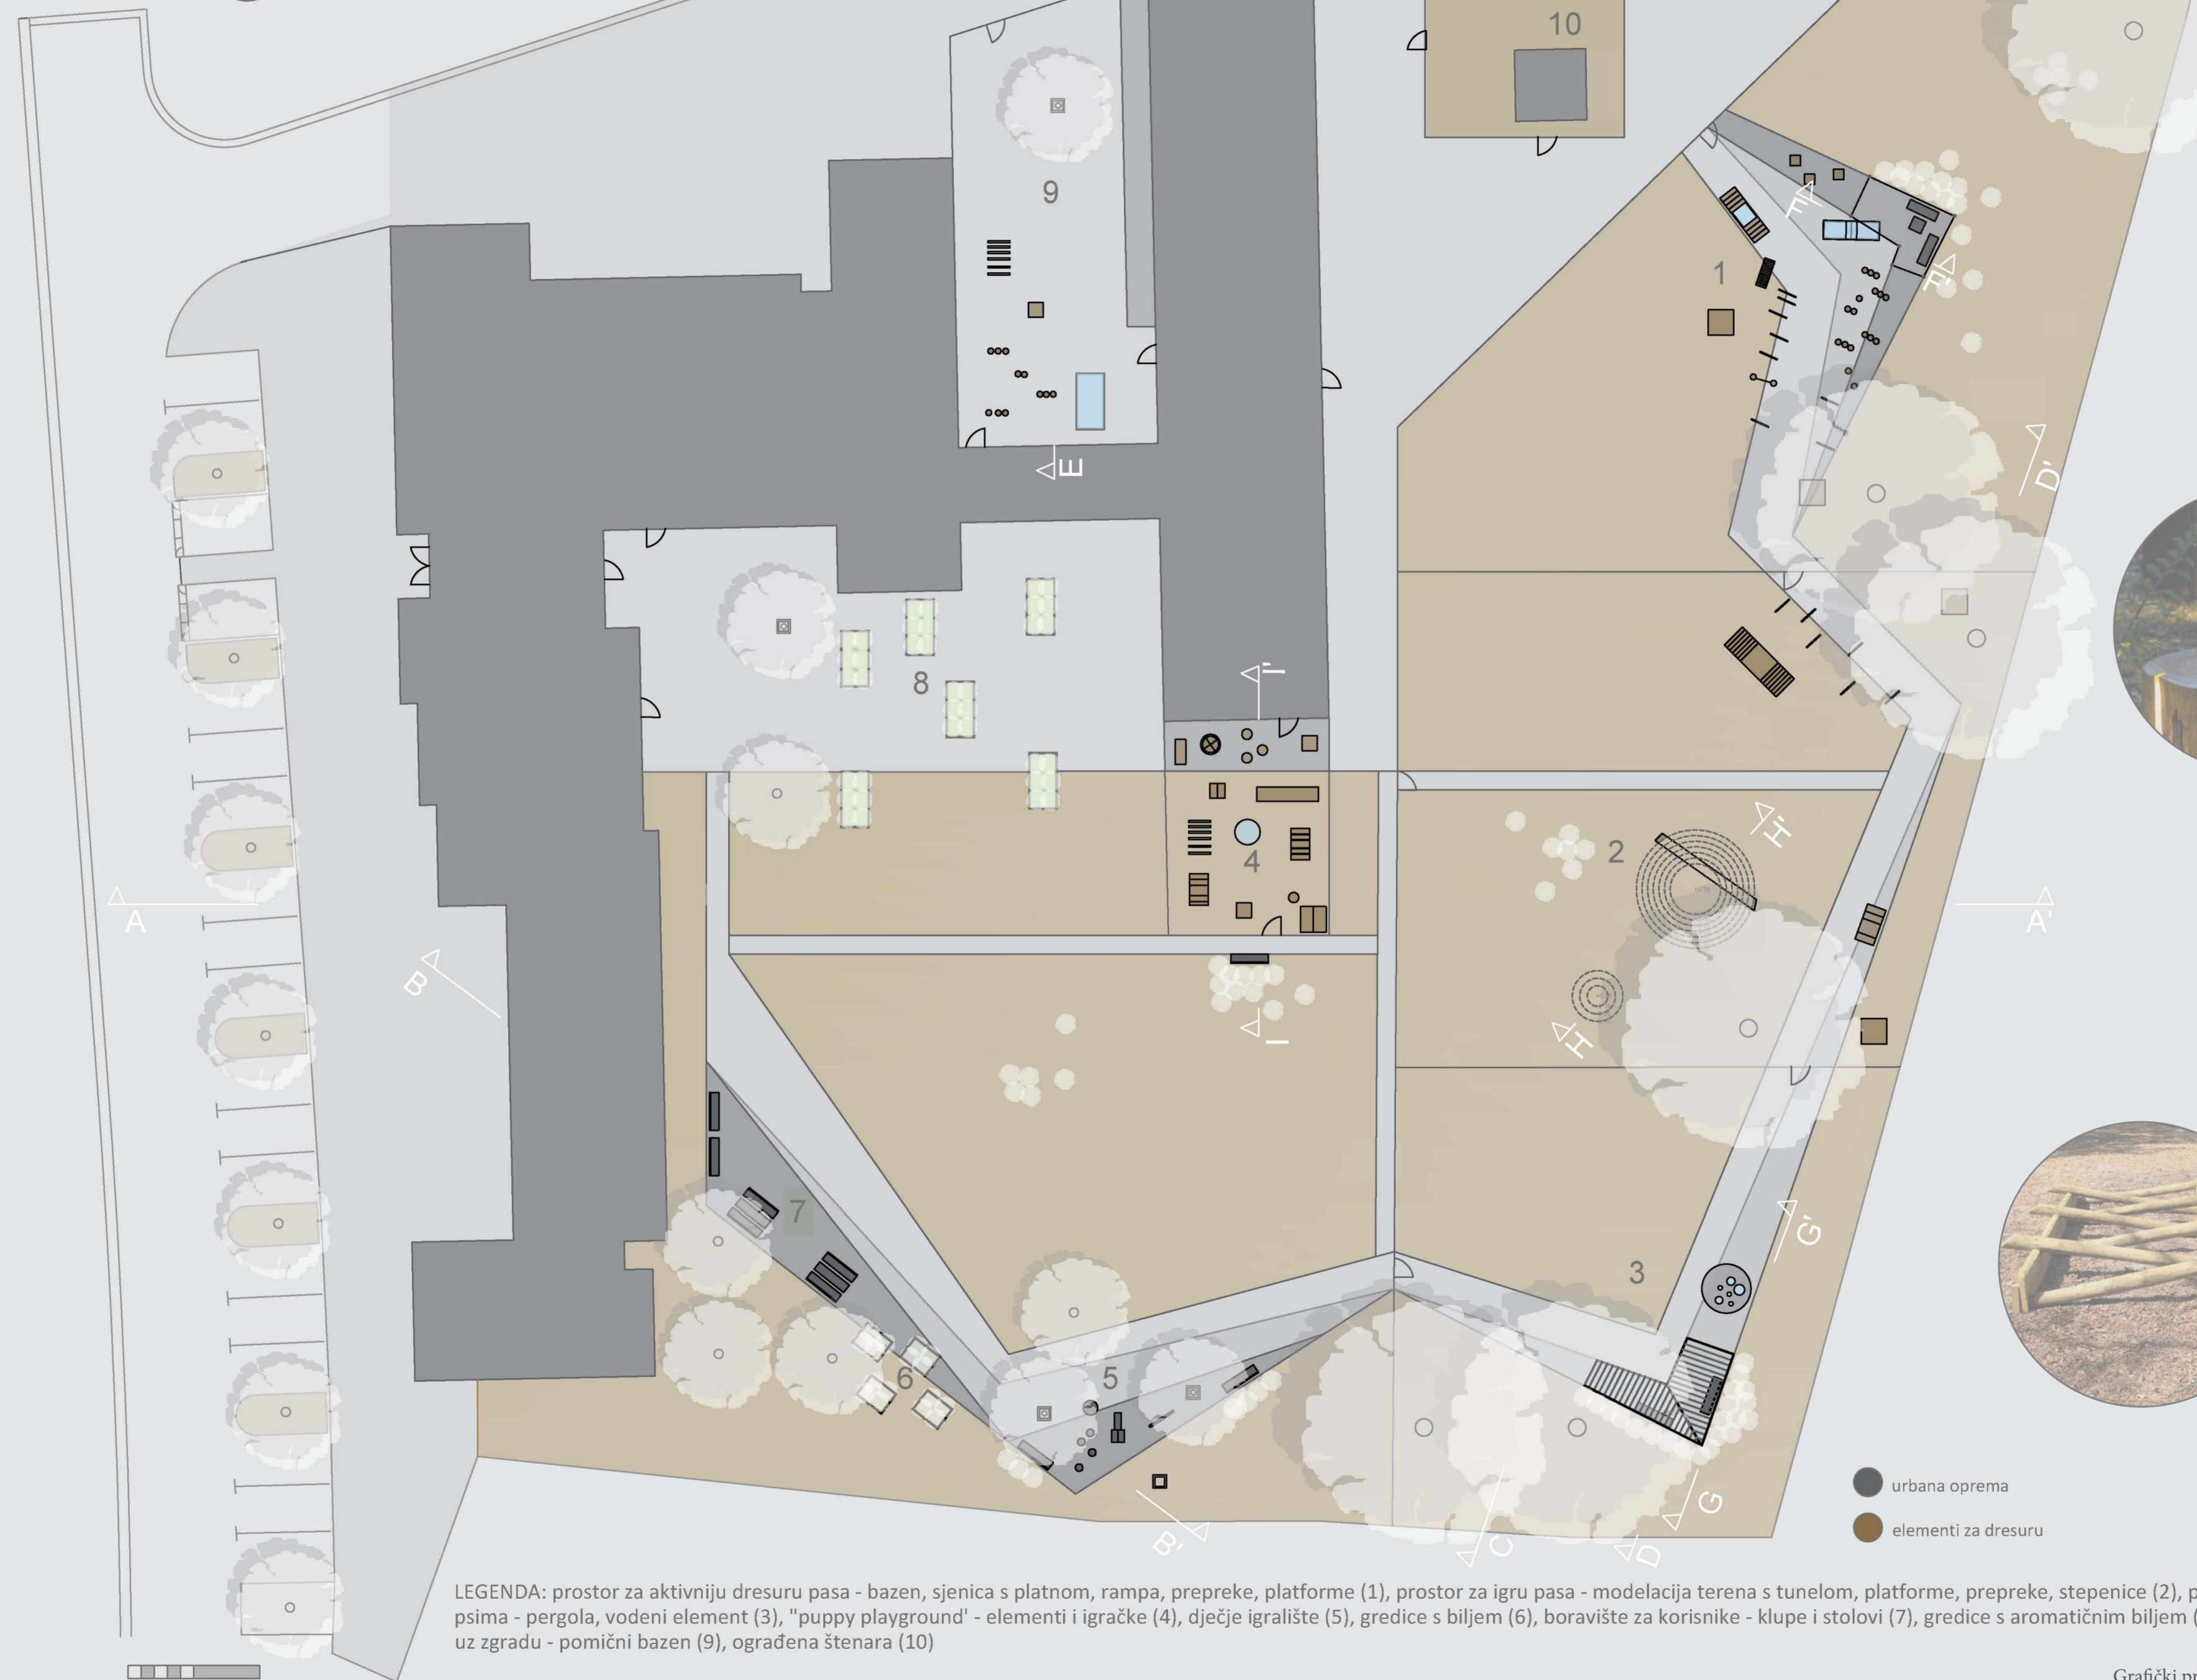 10
9
F
1
F'
E
D'
8
I'
2
H'
4
A
A'
B
I
H
7
G'
3
6
5
urbana oprema
G
elementi za dresuru
B'
C
D
LEGENDA: prostor za aktivniju dresuru pasa - bazen, sjenica s platnom, rampa, prepreke, platforme (1), prostor za igru pasa - modelacija terena s tunelom, platforme, prepreke, stepenice (2), p
psima - pergola, vodeni element (3), "puppy playground' - elementi i igračke (4), dječje igralište (5), gredice s biljem (6), boravište za korisnike - klupe i stolovi (7), gredice s aromatičnim biljem (
uz zgradu - pomični bazen (9), ograđena štenara (10)
Grafički pr